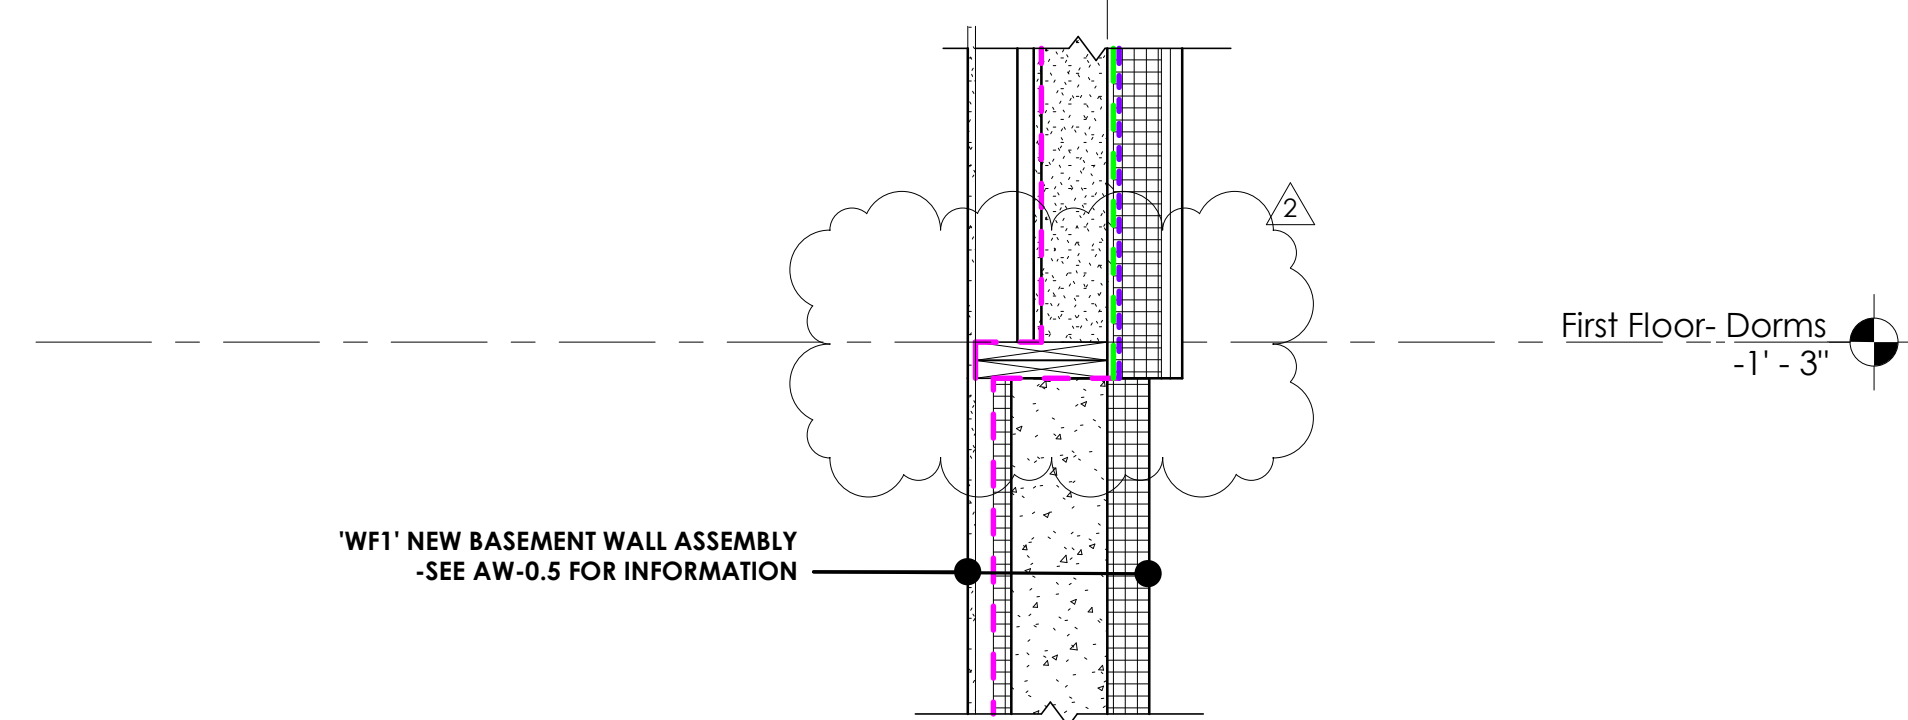 2
First Floor- Dorms
-1' - 3"
'WF1' NEW BASEMENT WALL ASSEMBLY
-SEE AW-0.5 FOR INFORMATION